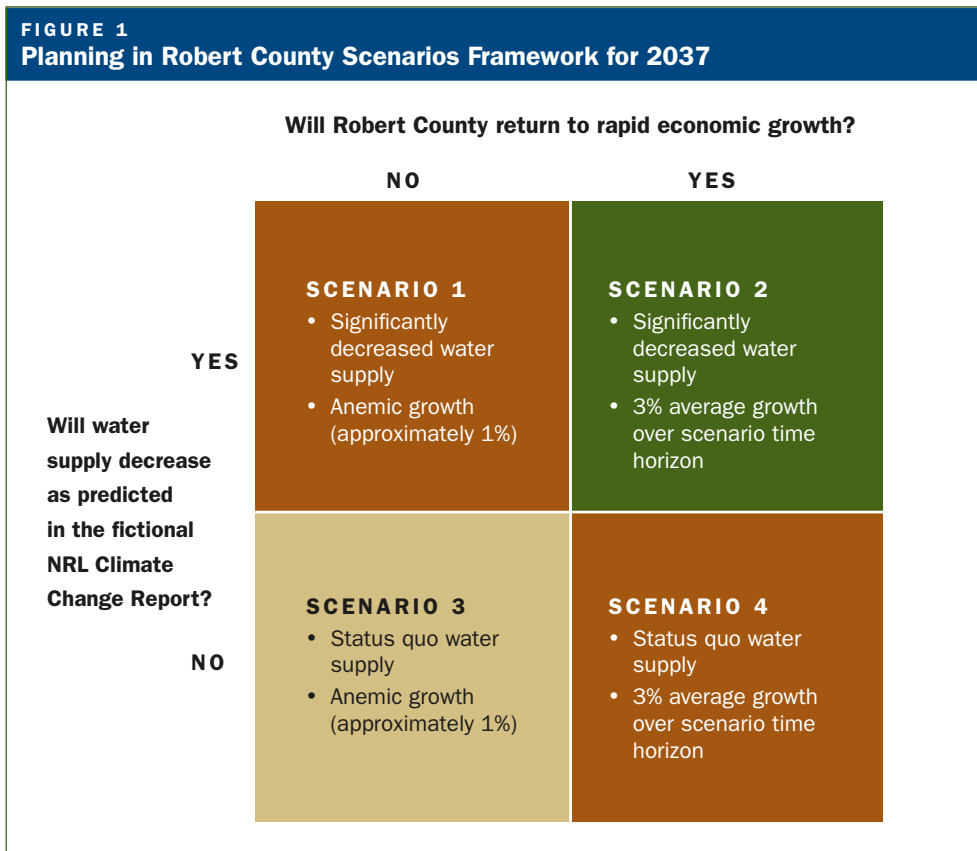 FIGURE 1
Planning in Robert County Scenarios Framework for 2037
Will Robert County return to rapid economic growth?
NO
YES
YES
Will water
supply decrease
as predicted
in the fictional
NRL Climate
Change Report?
NO
SCENARIO 1
• Significantly
decreased water
supply
• Anemic growth
(approximately 1%)
SCENARIO 2
• Significantly
decreased water
supply
• 3% average growth
over scenario time
horizon
SCENARIO 3
• Status quo water
supply
• Anemic growth
(approximately 1%)
SCENARIO 4
• Status quo water
supply
• 3% average growth
over scenario time
horizon